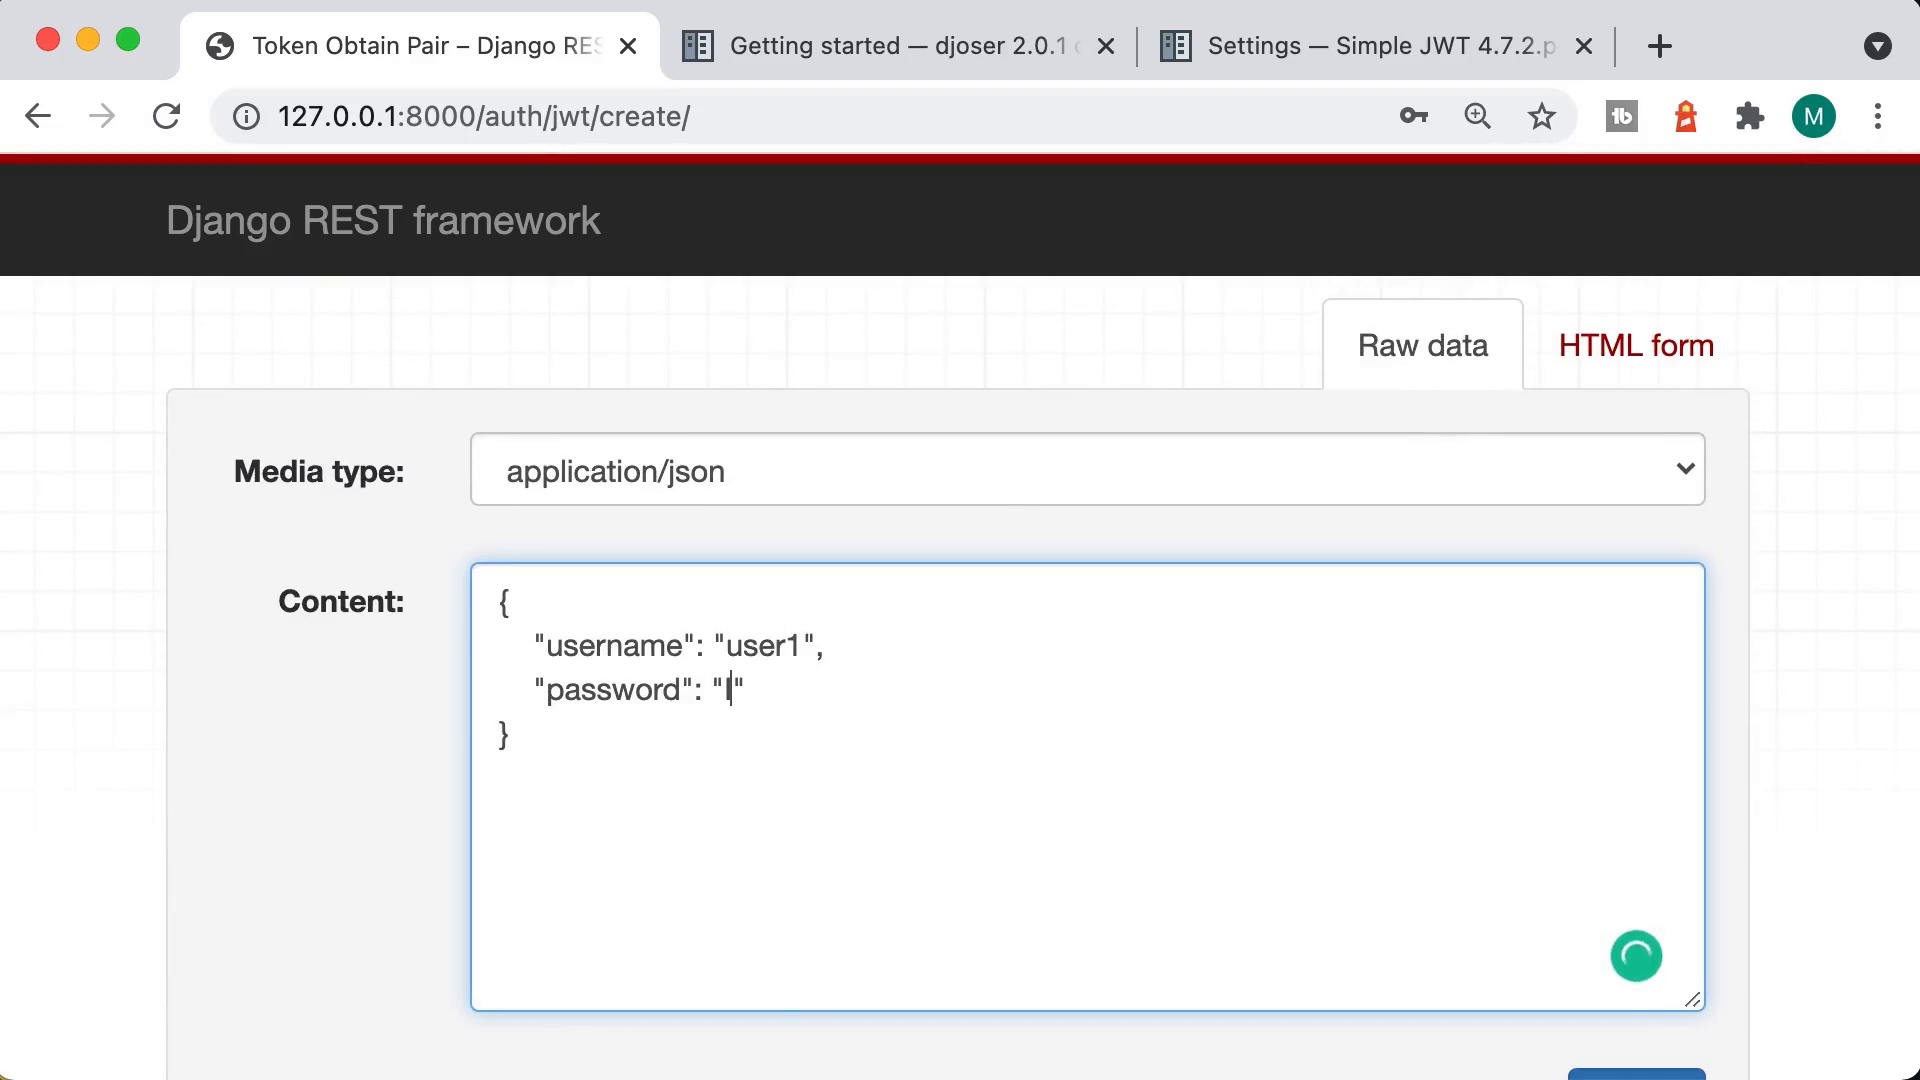 Token Obtain Pair – Django RES
Getting started — djoser 2.0.1
Settings — Simple JWT 4.7.2.p
127.0.0.1:8000/auth/jwt/create/
tb
M
Django REST framework
Raw data
HTML form
Media type:
application/json
Content:
{
"username": "user1",
"password": "I"
}